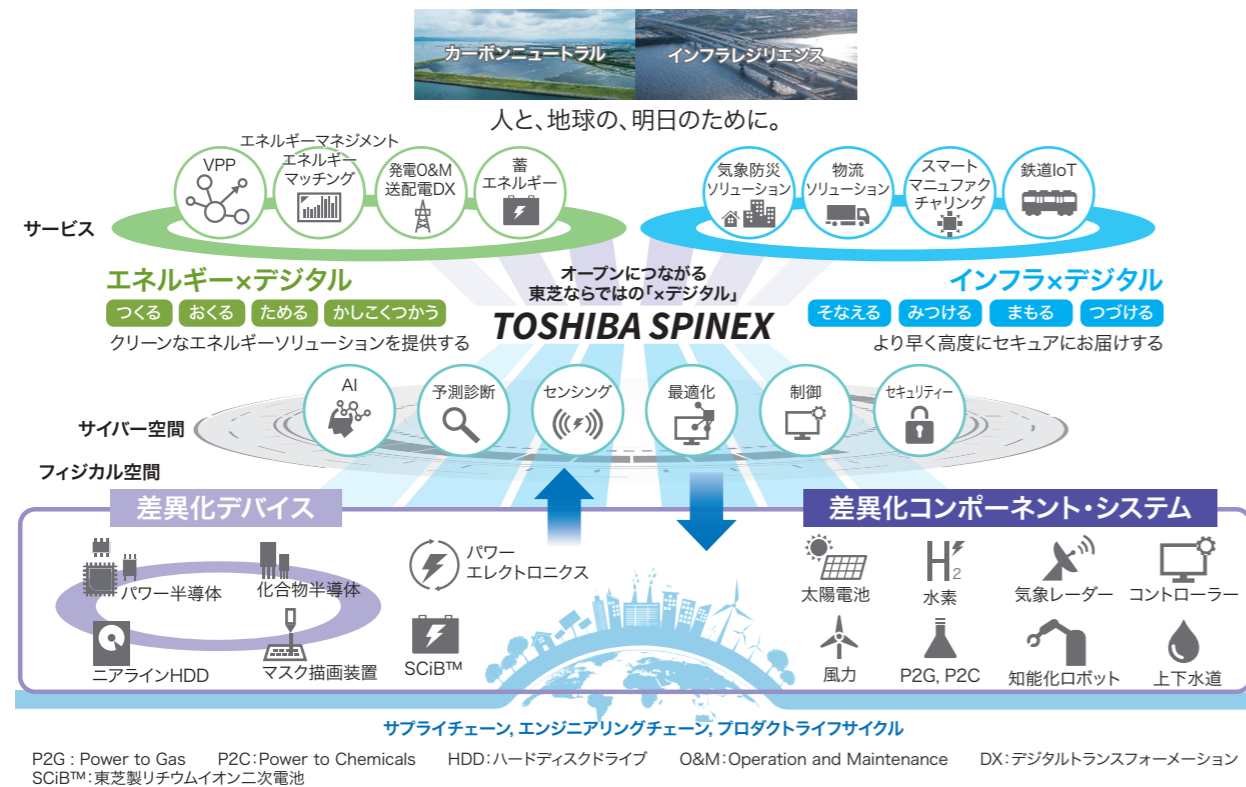 カーボンニュートラル
インフラレジリエンス
人と、地球の、明日のために。
エネルギーマネジメント
VPP
エネルギー
マッチング
発電O&M
送配電DX
蓄
エネルギー
気象防災
ソリューション
物流
ソリューション
スマート
マニュファク
チャリング
鉄道IoT
サービス
エネルギー×デジタル
つくる
おくる
ためる
かしこくつかう
クリーンなエネルギーソリューションを提供する
オープンにつながる
東芝ならではの「×デジタル」
TOSHIBA SPINEX
インフラ×デジタル
そなえる
みつける
まもる
つづける
より早く高度にセキュアにお届けする
AI
予測診断
センシング
最適化
制御
セキュリティー
サイバー空間
フィジカル空間
差異化デバイス
パワー半導体
化合物半導体
ニアラインHDD
マスク描画装置
パワー
エレクトロニクス
SCiB™
差異化コンポーネント・システム
太陽電池
H2
水素
気象レーダー
コントローラー
風力
P2G, P2C
知能化ロボット
上下水道
サプライチェーン, エンジニアリングチェーン, プロダクトライフサイクル
P2G : Power to Gas P2C:Power to Chemicals HDD:ハードディスクドライブ O&M:Operation and Maintenance DX:デジタルトランスフォーメーション
SCiB™:東芝製リチウムイオン二次電池